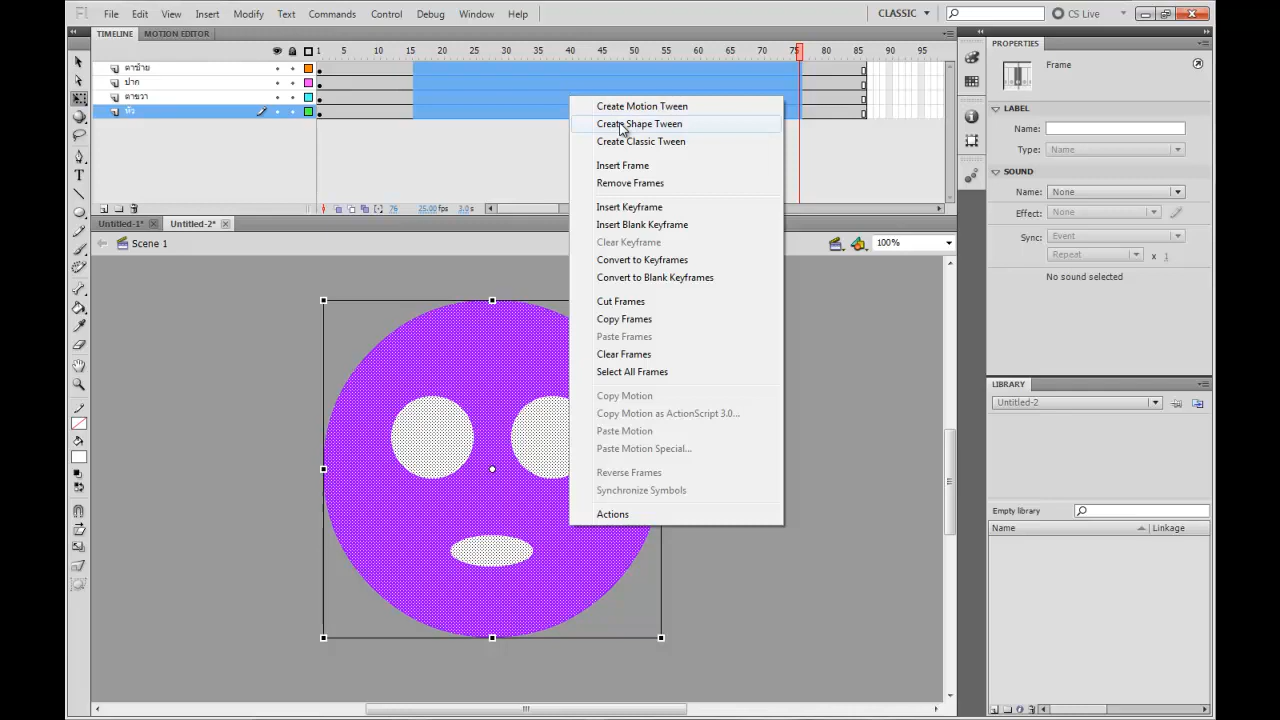 Fl File Edit View Insert Modify Text Commands Control Debug Window Help CLASSIC CS Live
TIMELINE MOTION EDITOR
1 5 10 15 20 25 30 35 40 45 50 55 60 65 70 75 80 85 90 95
ตาซ้าย
ปาก
ตาขวา
หัว
76 25.00 fps 3.0 s
Untitled-1* Untitled-2*
Scene 1 100%
Create Motion Tween
Create Shape Tween
Create Classic Tween
Insert Frame
Remove Frames
Insert Keyframe
Insert Blank Keyframe
Clear Keyframe
Convert to Keyframes
Convert to Blank Keyframes
Cut Frames
Copy Frames
Paste Frames
Clear Frames
Select All Frames
Copy Motion
Copy Motion as ActionScript 3.0...
Paste Motion
Paste Motion Special...
Reverse Frames
Synchronize Symbols
Actions
PROPERTIES
Frame
LABEL
Name:
Type: Name
SOUND
Name: None
Effect: None
Sync: Event
Repeat x 1
No sound selected
LIBRARY
Untitled-2
Empty library
Name Linkage